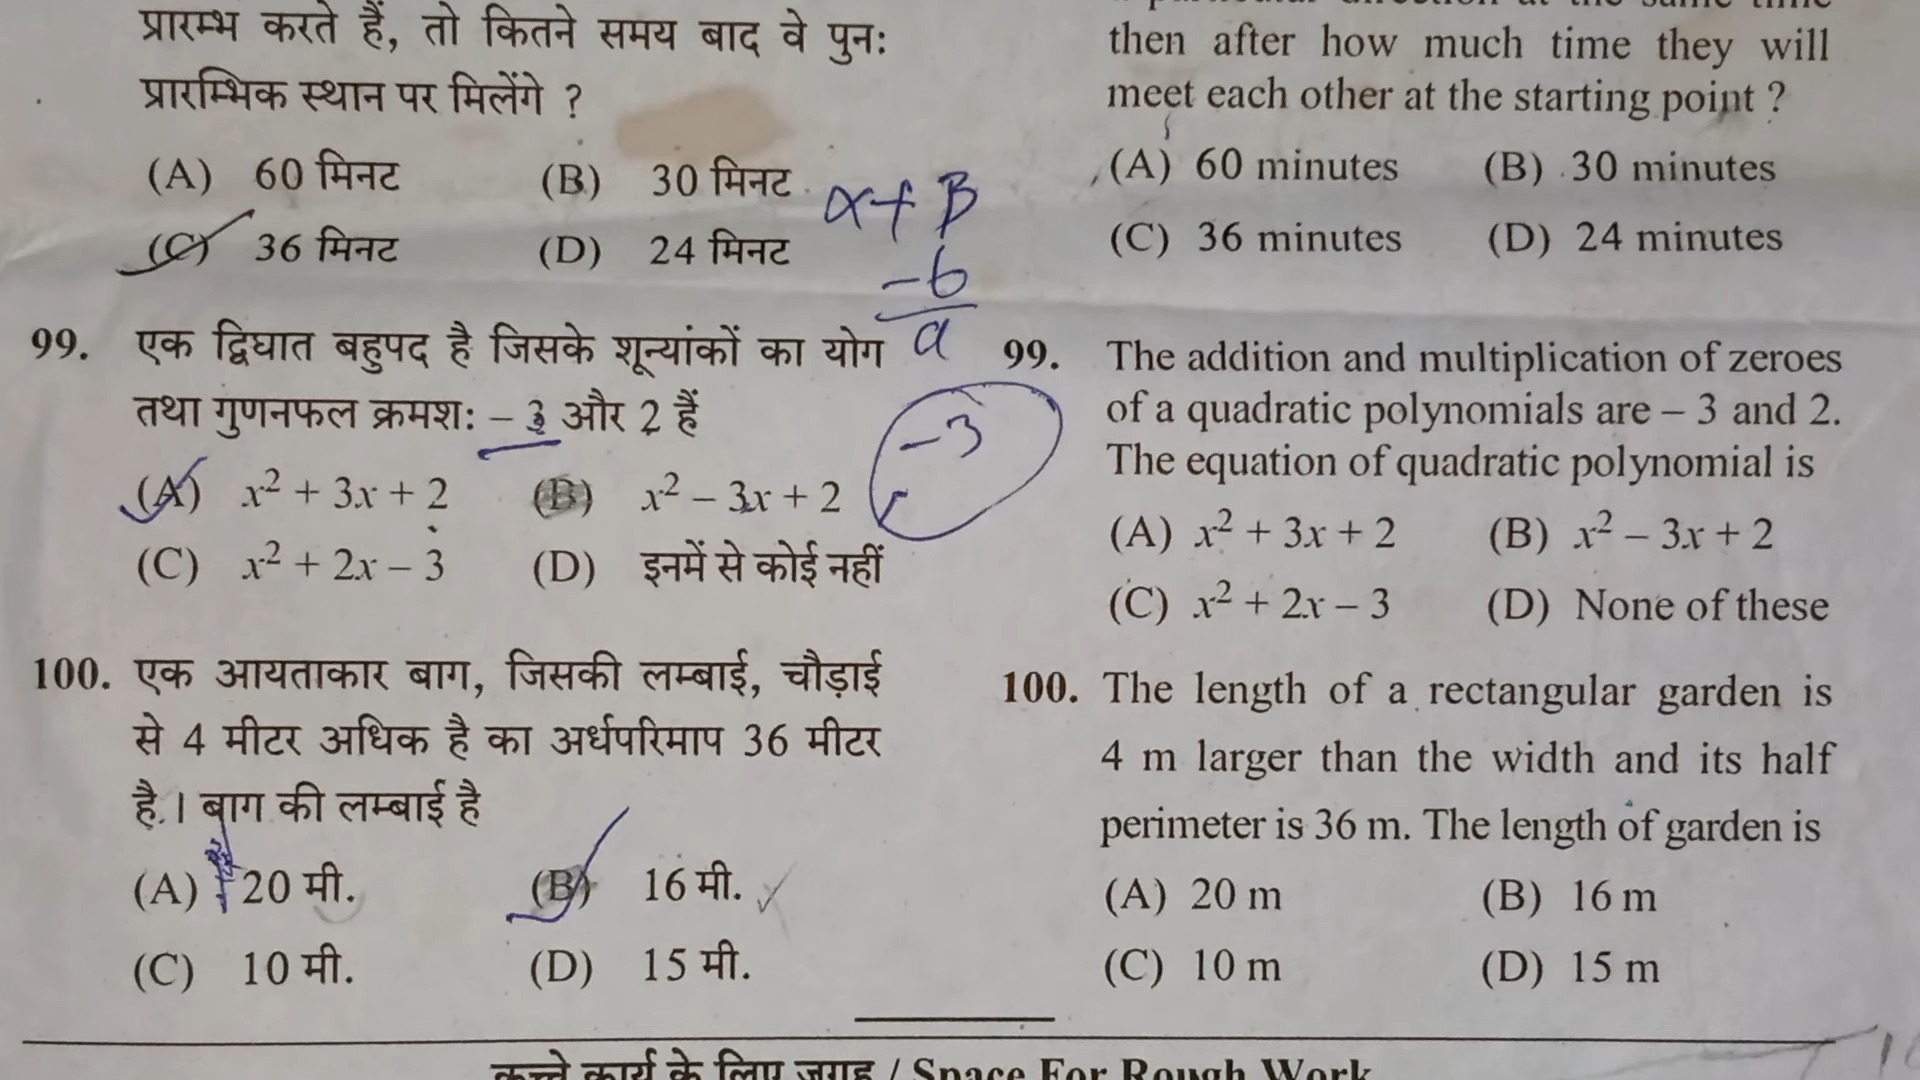 प्रारम्भ करते हैं, तो कितने समय बाद वे पुनः
प्रारम्भिक स्थान पर मिलेंगे ?
(A) 60 मिनट (B) 30 मिनट
(C) 36 मिनट (D) 24 मिनट
α + β
-b
a
99. एक द्विघात बहुपद है जिसके शून्यांकों का योग
तथा गुणनफल क्रमशः – 3 और 2 हैं
-3
(A) x² + 3x + 2 (B) x² – 3x + 2
(C) x² + 2x – 3 (D) इनमें से कोई नहीं
100. एक आयताकार बाग, जिसकी लम्बाई, चौड़ाई
से 4 मीटर अधिक है का अर्धपरिमाप 36 मीटर
है । बाग की लम्बाई है
(A) 20 मी. (B) 16 मी.
(C) 10 मी. (D) 15 मी.
then after how much time they will
meet each other at the starting point ?
(A) 60 minutes (B) 30 minutes
(C) 36 minutes (D) 24 minutes
99. The addition and multiplication of zeroes
of a quadratic polynomials are – 3 and 2.
The equation of quadratic polynomial is
(A) x² + 3x + 2 (B) x² – 3x + 2
(C) x² + 2x – 3 (D) None of these
100. The length of a rectangular garden is
4 m larger than the width and its half
perimeter is 36 m. The length of garden is
(A) 20 m (B) 16 m
(C) 10 m (D) 15 m
कच्चे कार्य के लिए जगह / Space For Rough Work